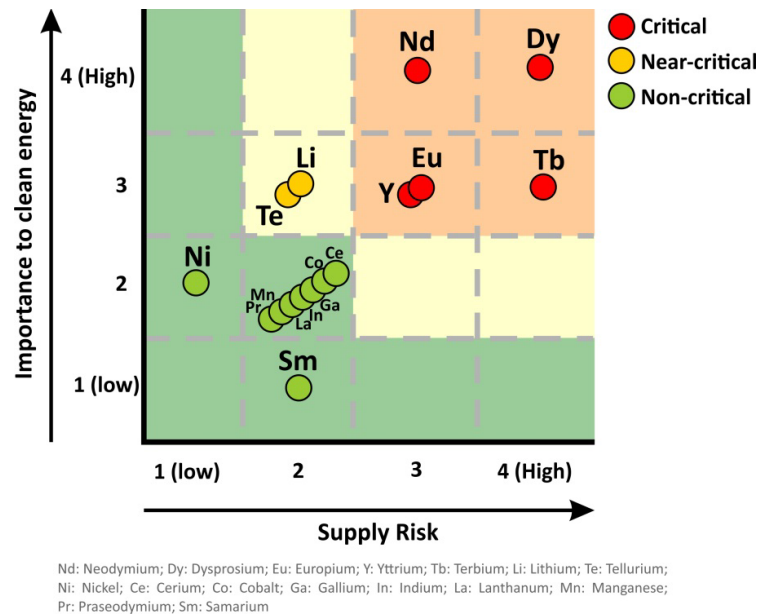 Importance to clean energy
4 (High)
3
2
1 (low)
Nd
Dy
Li
Te
Eu
Y
Tb
Ni
Co
Ce
Mn
Pr
Ga
In
La
Sm
1 (low)
2
3
4 (High)
Supply Risk
Critical
Near-critical
Non-critical
Nd: Neodymium; Dy: Dysprosium; Eu: Europium; Y: Yttrium; Tb: Terbium; Li: Lithium; Te: Tellurium;
Ni: Nickel; Ce: Cerium; Co: Cobalt; Ga: Gallium; In: Indium; La: Lanthanum; Mn: Manganese;
Pr: Praseodymium; Sm: Samarium